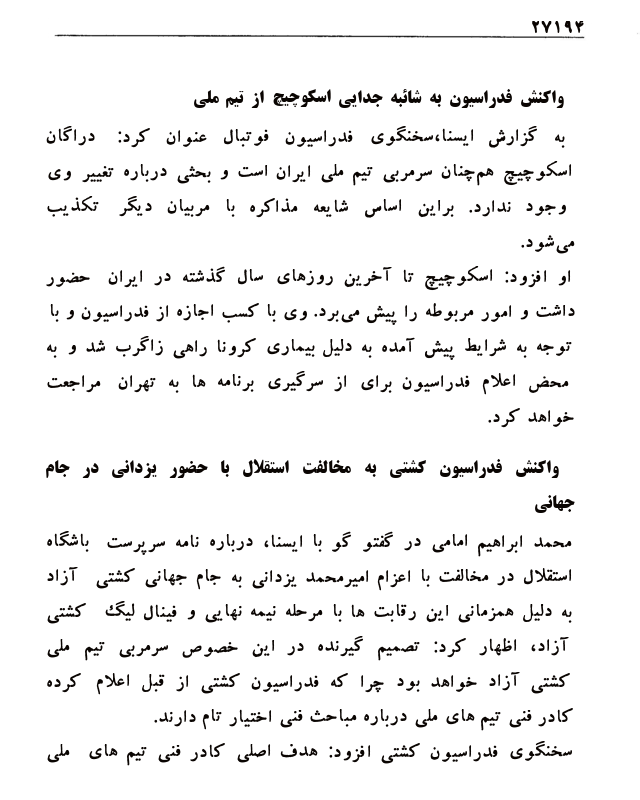 ۲۷۱۹۴
واکنش فدراسیون به شائبه جدایی اسکوچیچ از تیم ملی
به گزارش ایسنا،سخنگوی فدراسیون فوتبال عنوان کرد: دراگان
اسکوچیچ هم‌چنان سرمربی تیم ملی ایران است و بحثی درباره تغییر وی
وجود ندارد. براین اساس شایعه مذاکره با مربیان دیگر تکذیب
می‌شود.
او افزود: اسکوچیچ تا آخرین روزهای سال گذشته در ایران حضور
داشت و امور مربوطه را پیش می‌برد. وی با کسب اجازه از فدراسیون و با
توجه به شرایط پیش آمده به دلیل بیماری کرونا راهی زاگرب شد و به
محض اعلام فدراسیون برای از سرگیری برنامه ها به تهران مراجعت
خواهد کرد.
واکنش فدراسیون کشتی به مخالفت استقلال با حضور یزدانی در جام
جهانی
محمد ابراهیم امامی در گفتو گو با ایسنا، درباره نامه سرپرست باشگاه
استقلال در مخالفت با اعزام امیرمحمد یزدانی به جام جهانی کشتی آزاد
به دلیل همزمانی این رقابت ها با مرحله نیمه نهایی و فینال لیگ کشتی
آزاد، اظهار کرد: تصمیم گیرنده در این خصوص سرمربی تیم ملی
کشتی آزاد خواهد بود چرا که فدراسیون کشتی از قبل اعلام کرده
کادر فنی تیم های ملی درباره مباحث فنی اختیار تام دارند.
سخنگوی فدراسیون کشتی افزود: هدف اصلی کادر فنی تیم های ملی